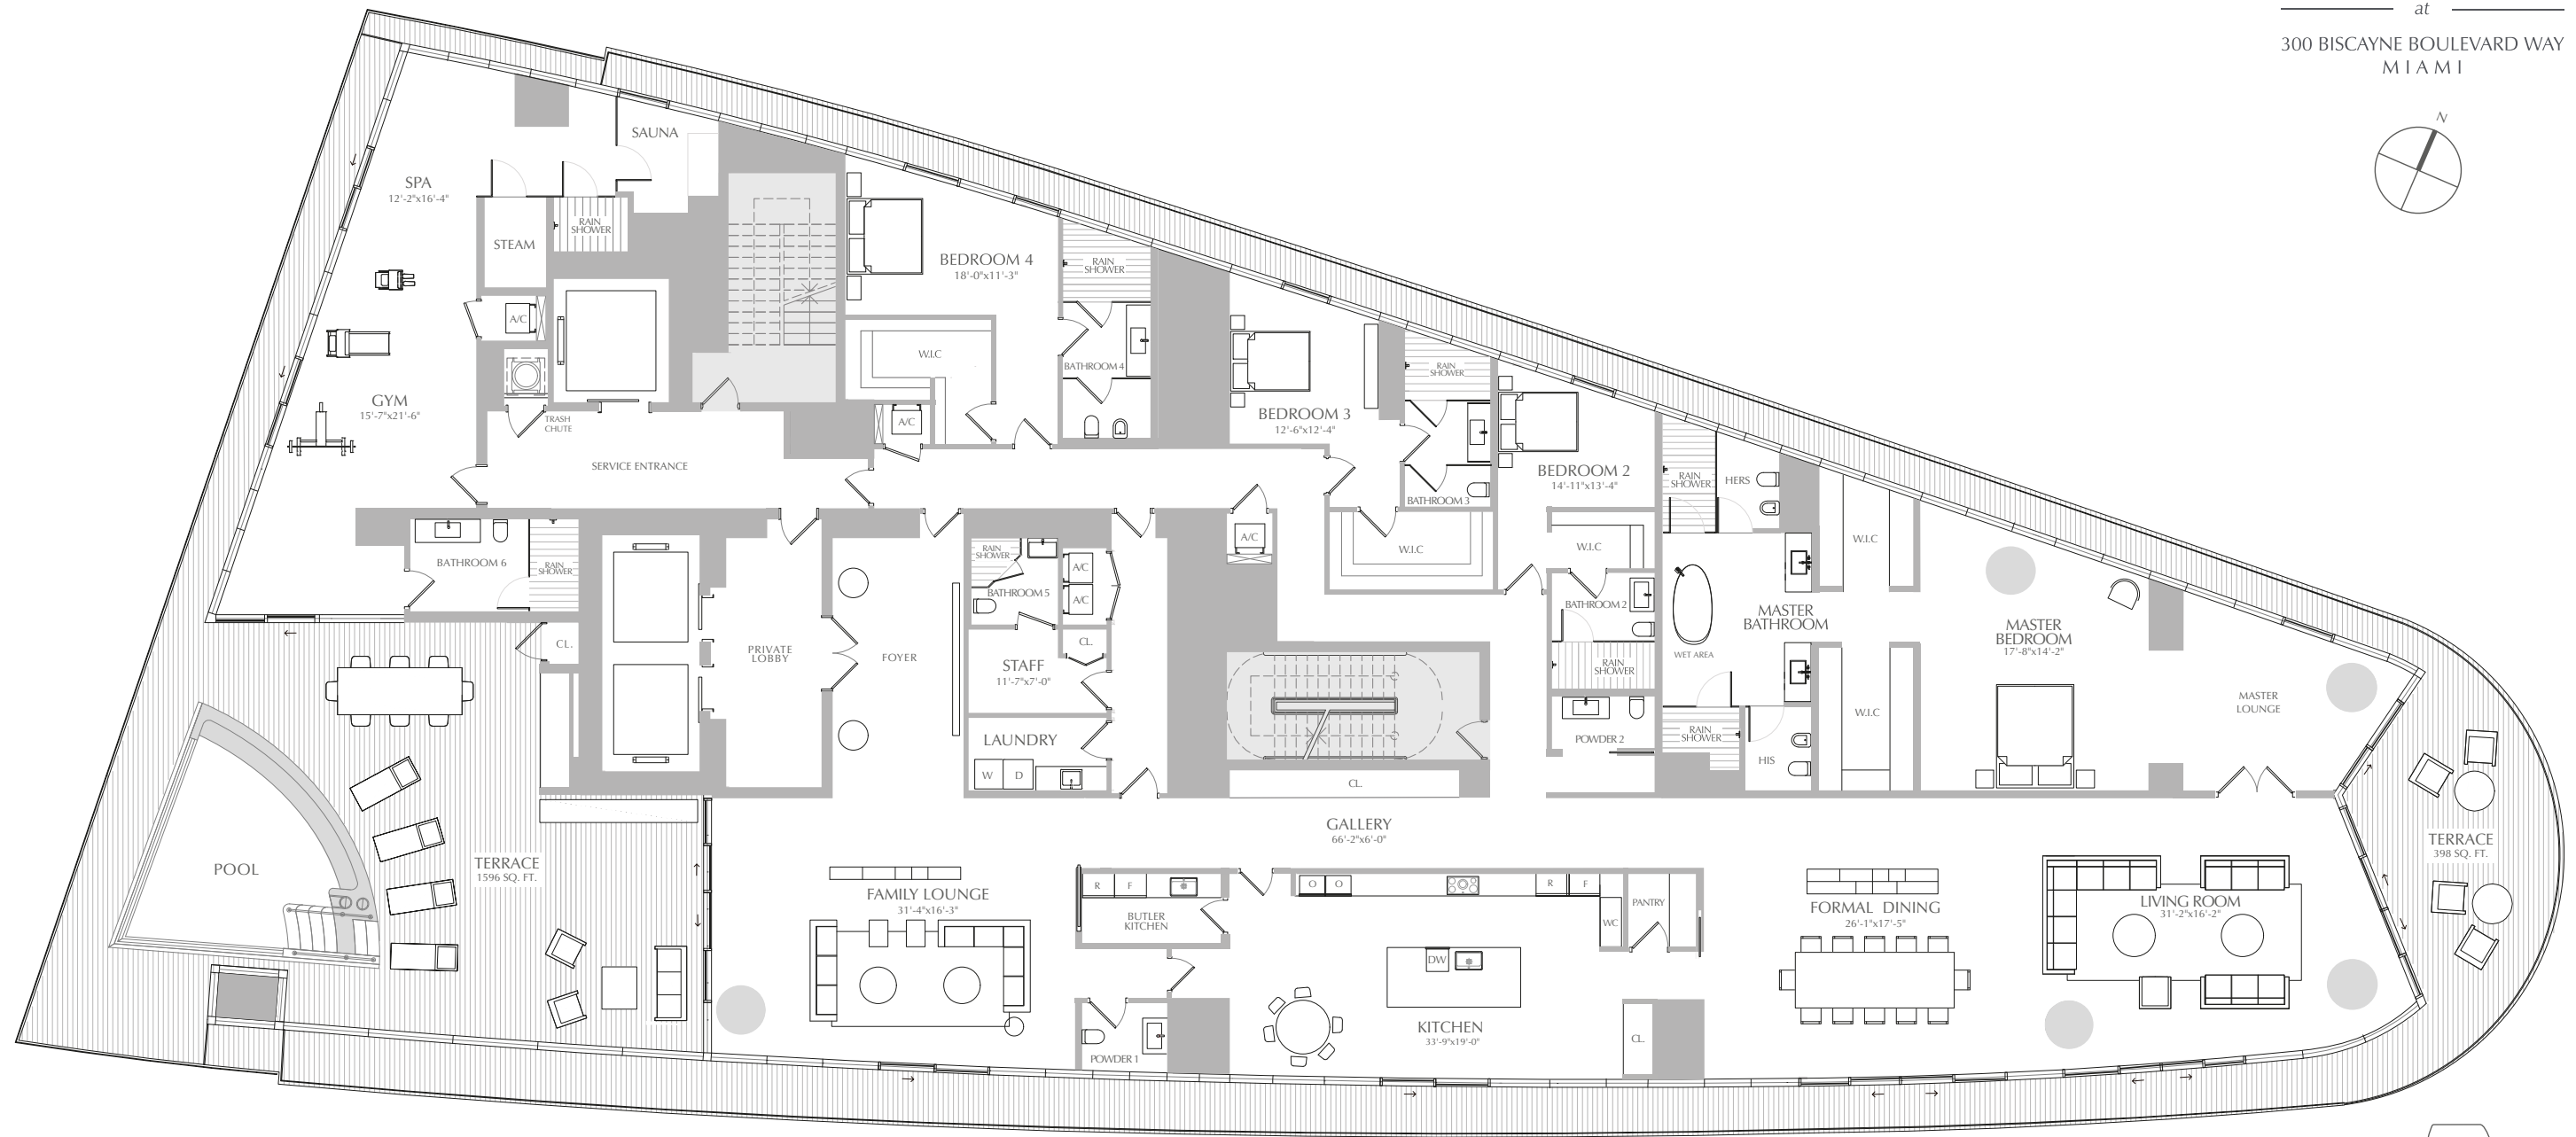 at
300 BISCAYNE BOULEVARD WAY
MIAMI
N
SAUNA
SPA
12'-2"x16'-4"
RAIN
SHOWER
STEAM
A/C
BEDROOM 4
18'-0"x11'-3"
RAIN
SHOWER
W.I.C
BATHROOM 4
A/C
GYM
15'-7"x21'-6"
TRASH
CHUTE
SERVICE ENTRANCE
BEDROOM 3
12'-6"x12'-4"
RAIN
SHOWER
BATHROOM 3
W.I.C
BEDROOM 2
14'-11"x13'-4"
W.I.C
BATHROOM 2
RAIN
SHOWER
POWDER 2
RAIN
SHOWER
HERS
W.I.C
MASTER
BATHROOM
WET AREA
RAIN
SHOWER
HIS
W.I.C
MASTER
BEDROOM
17'-8"x14'-2"
MASTER
LOUNGE
BATHROOM 6
RAIN
SHOWER
CL.
PRIVATE
LOBBY
FOYER
RAIN
SHOWER
BATHROOM 5
A/C
A/C
CL.
STAFF
11'-7"x7'-0"
LAUNDRY
W
D
A/C
CL.
GALLERY
66'-2"x6'-0"
POOL
TERRACE
1596 SQ. FT.
FAMILY LOUNGE
31'-4"x16'-3"
R
F
BUTLER
KITCHEN
POWDER 1
O
O
R
F
WC
PANTRY
DW
KITCHEN
33'-9"x19'-0"
CL.
FORMAL DINING
26'-1"x17'-5"
LIVING ROOM
31'-2"x16'-2"
TERRACE
398 SQ. FT.